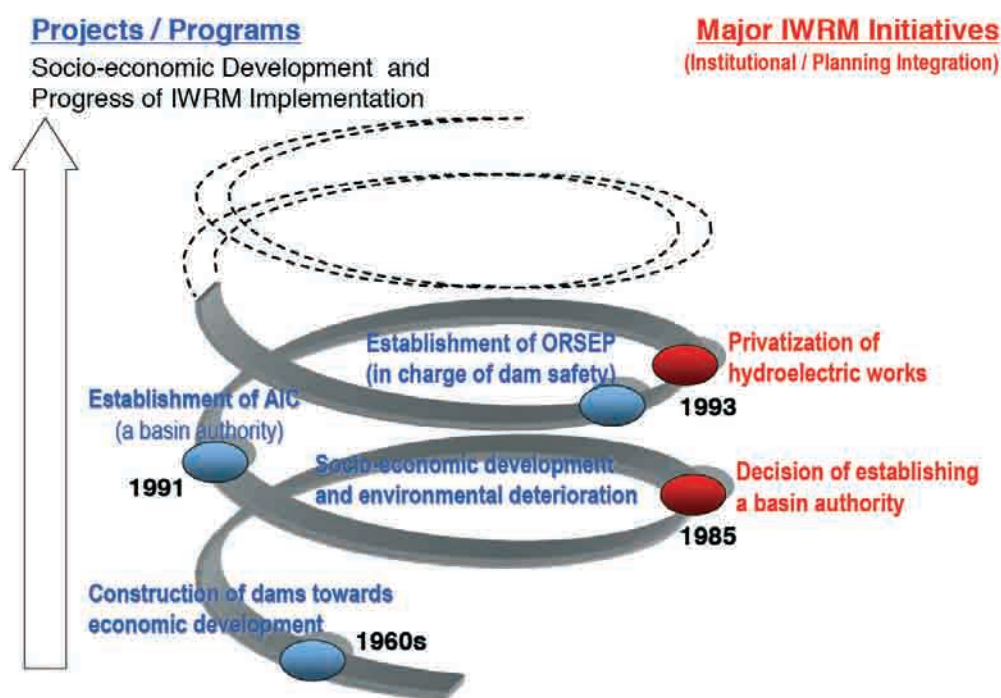 Projects / Programs
Socio-economic Development and
Progress of IWRM Implementation
Major IWRM Initiatives
(Institutional / Planning Integration)
Establishment of ORSEP
(in charge of dam safety)
Privatization of
hydroelectric works
1993
Establishment of AIC
(a basin authority)
1991
Socio-economic development
and environmental deterioration
Decision of establishing
a basin authority
1985
Construction of dams towards
economic development
1960s